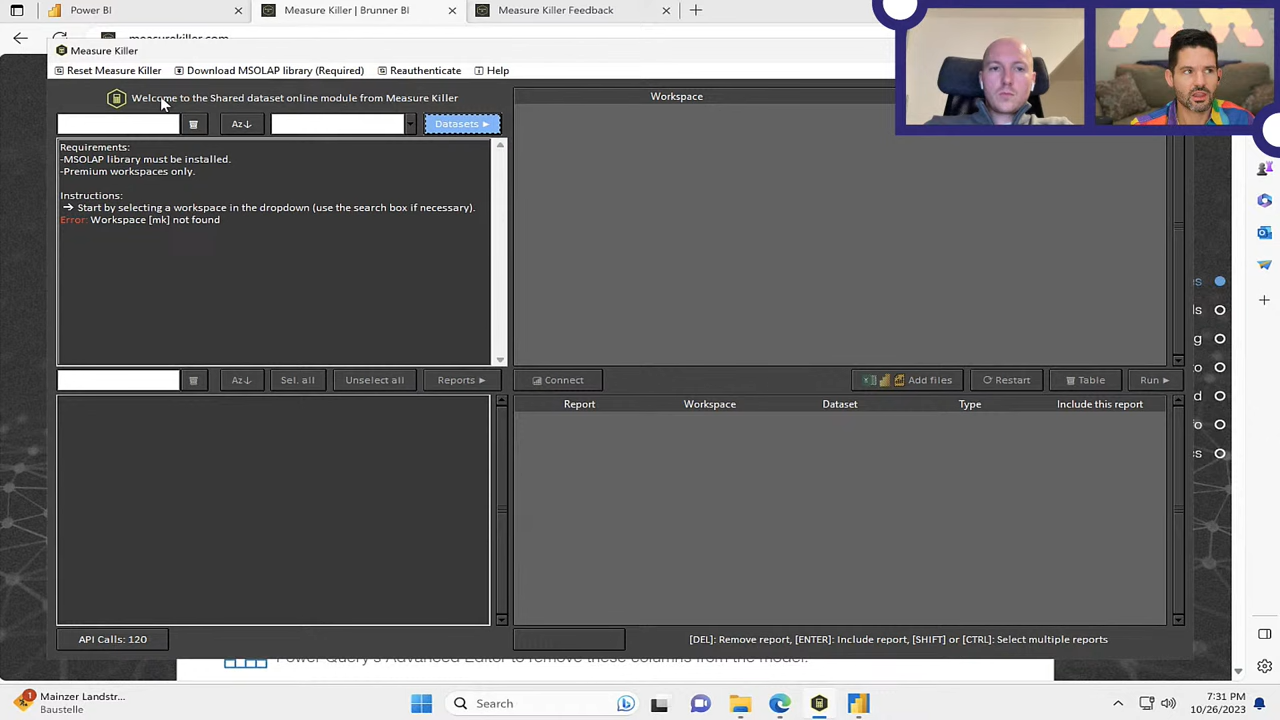 Power BI
Measure Killer | Brunner BI
Measure Killer Feedback
measurekiller.com
Measure Killer
Reset Measure Killer
Download MSOLAP library (Required)
Reauthenticate
Help
Welcome to the Shared dataset online module from Measure Killer
Workspace
Az↓
Datasets ►
Requirements:
-MSOLAP library must be installed.
-Premium workspaces only.
Instructions:
➔ Start by selecting a workspace in the dropdown (use the search box if necessary).
Error: Workspace [mk] not found
Az↓
Sel. all
Unselect all
Reports ►
Connect
Add files
Restart
Table
Run ►
Report
Workspace
Dataset
Type
Include this report
API Calls: 120
[DEL]: Remove report, [ENTER]: Include report, [SHIFT] or [CTRL]: Select multiple reports
Power Query's Advanced Editor to remove these columns from the model.
1
Mainzer Landstr...
Baustelle
Search
7:31 PM
10/26/2023